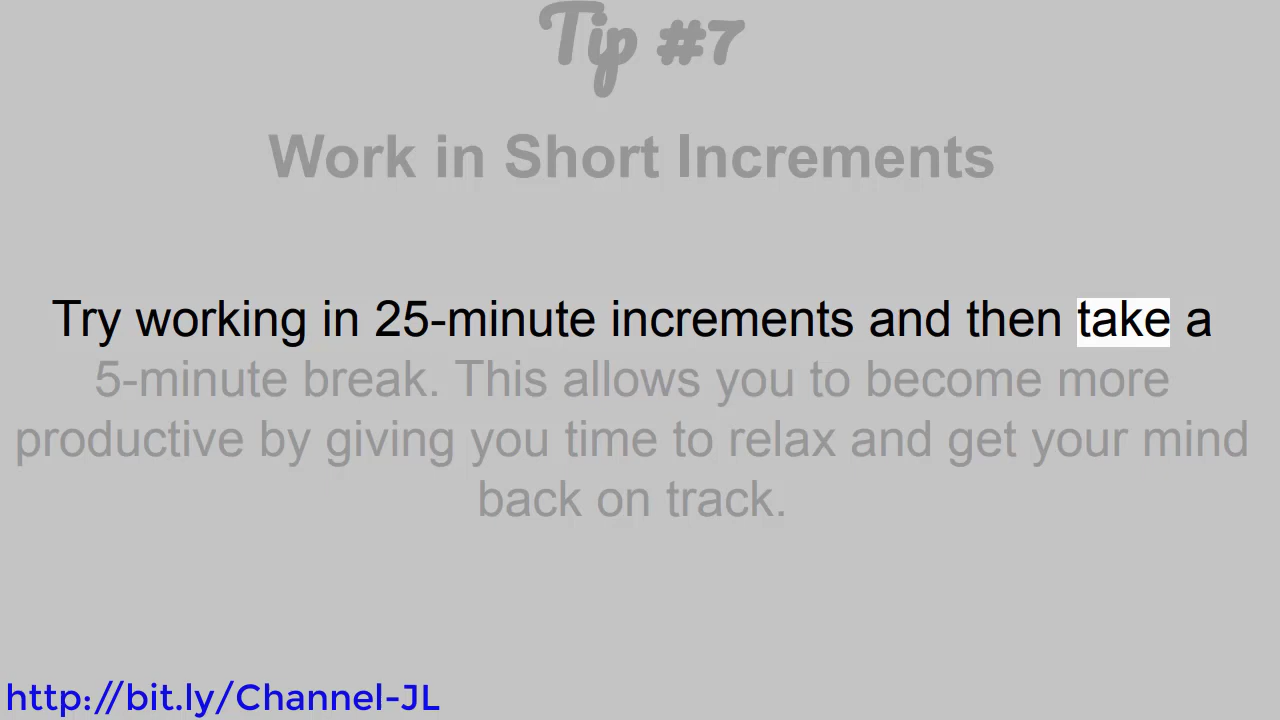 Tip #7
Work in Short Increments
Try working in 25-minute increments and then take a
5-minute break. This allows you to become more
productive by giving you time to relax and get your mind
back on track.
http://bit.ly/Channel-JL